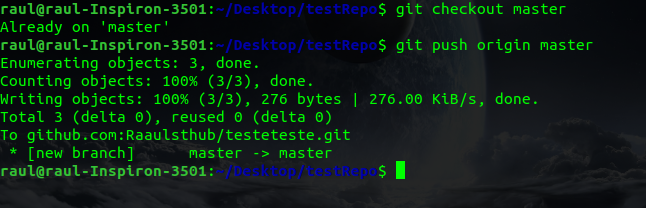 raul@raul-Inspiron-3501:~/Desktop/testRepo$ git checkout master
Already on 'master'
raul@raul-Inspiron-3501:~/Desktop/testRepo$ git push origin master
Enumerating objects: 3, done.
Counting objects: 100% (3/3), done.
Writing objects: 100% (3/3), 276 bytes | 276.00 KiB/s, done.
Total 3 (delta 0), reused 0 (delta 0)
To github.com:Raaulsthub/testeteste.git
 * [new branch]      master -> master
raul@raul-Inspiron-3501:~/Desktop/testRepo$